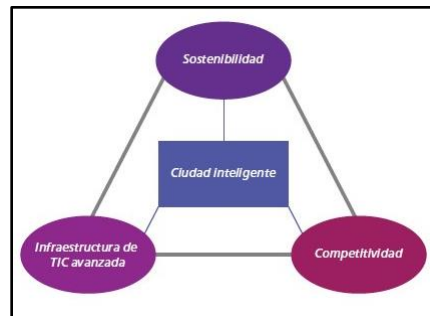 Sostenibilidad
Ciudad inteligente
Infraestructura de
TIC avanzada
Competitividad